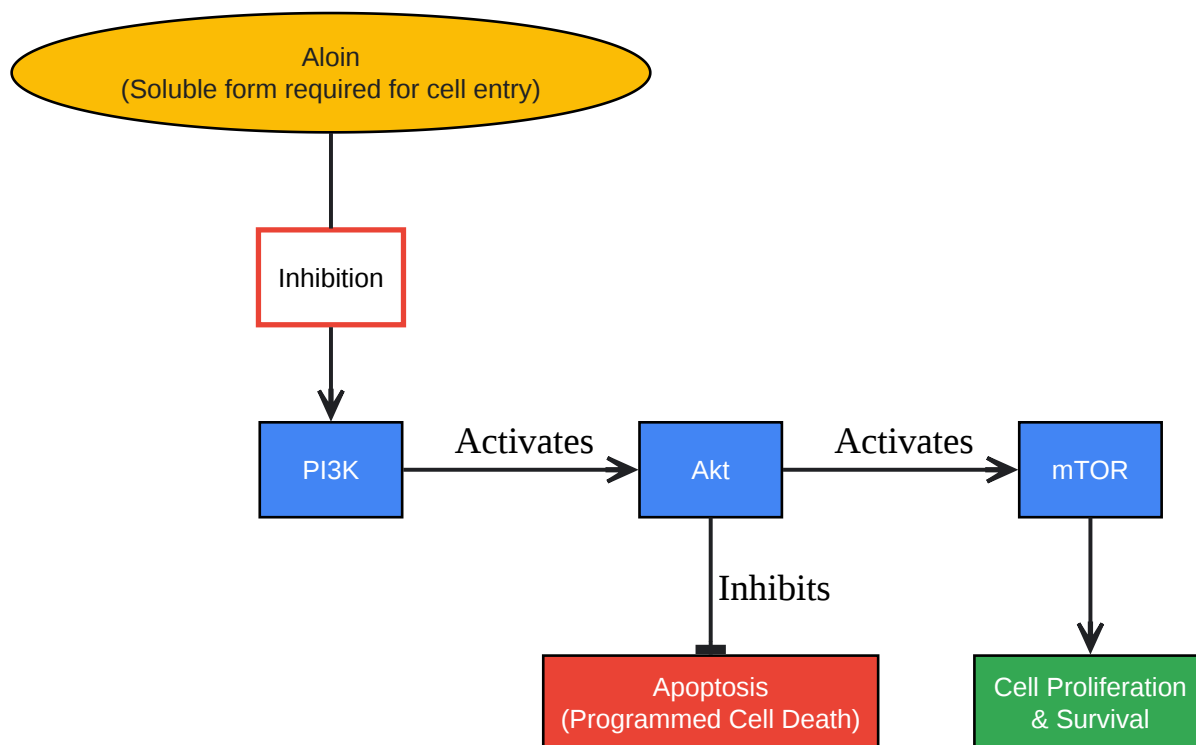 Aloin
(Soluble form required for cell entry)
Inhibition
PI3K
Activates
Akt
Activates
mTOR
Inhibits
Apoptosis
(Programmed Cell Death)
Cell Proliferation
& Survival